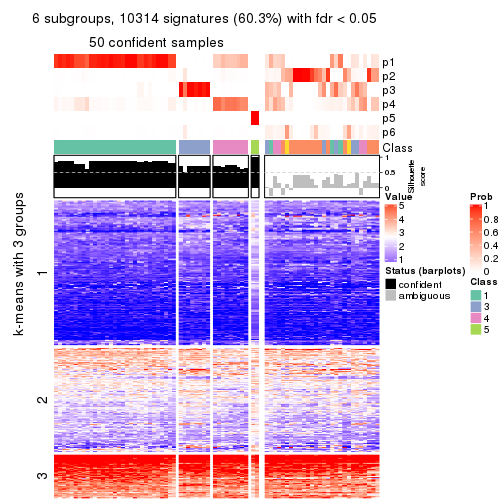 6 subgroups, 10314 signatures (60.3%) with fdr < 0.05
50 confident samples
p1
p2
p3
p4
p5
p6
Class
1
0.5
0
Silhouette
score
k-means with 3 groups
1
2
3
Value
5
4
3
2
1
Status (barplots)
confident
ambiguous
Prob
1
0.8
0.6
0.4
0.2
0
Class
1
3
4
5